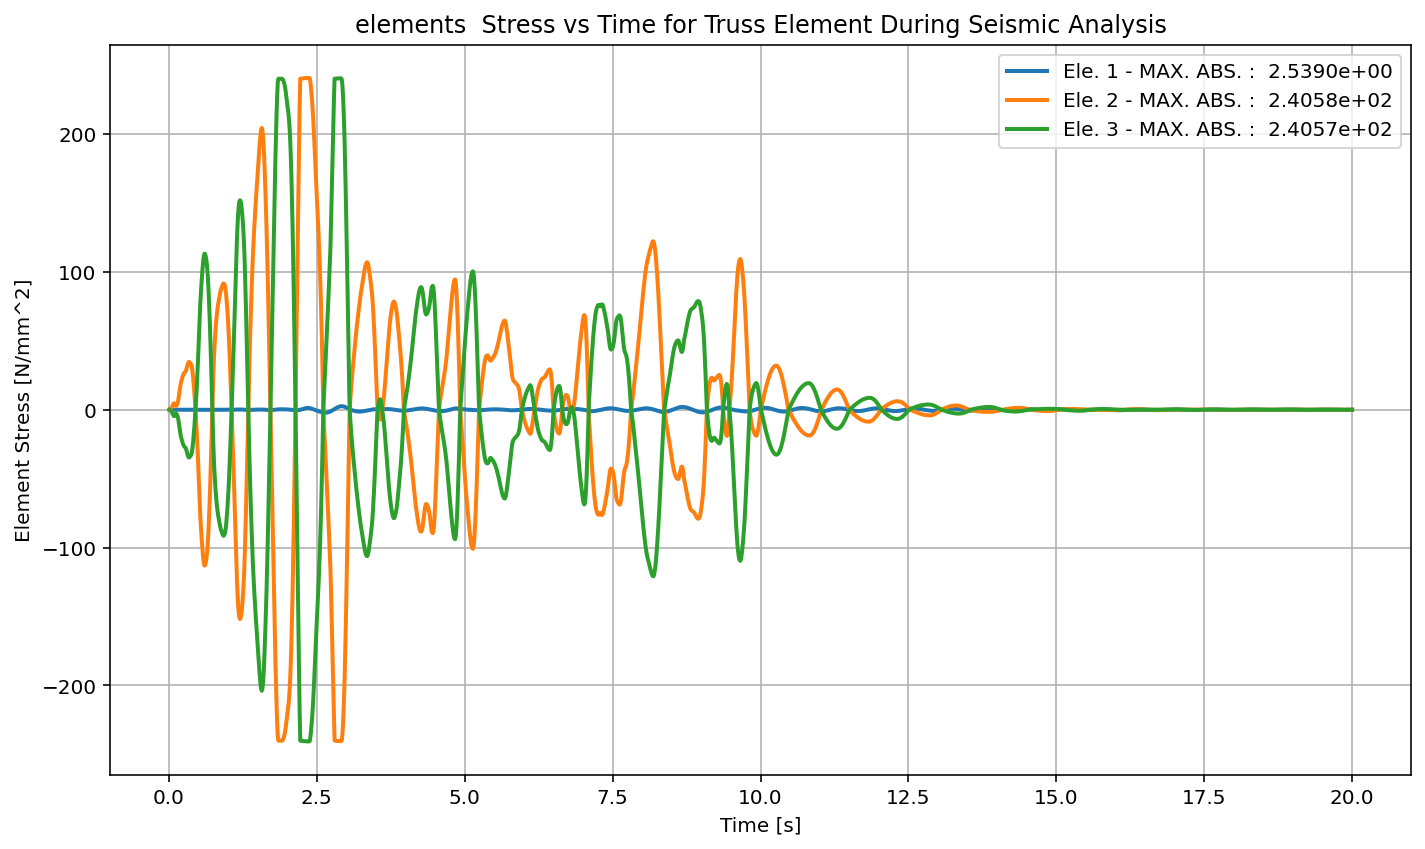 elements  Stress vs Time for Truss Element During Seismic Analysis
Ele. 1 - MAX. ABS. :  2.5390e+00
Ele. 2 - MAX. ABS. :  2.4058e+02
Ele. 3 - MAX. ABS. :  2.4057e+02
Element Stress [N/mm^2]
200
100
0
−100
−200
0.0 2.5 5.0 7.5 10.0 12.5 15.0 17.5 20.0
Time [s]